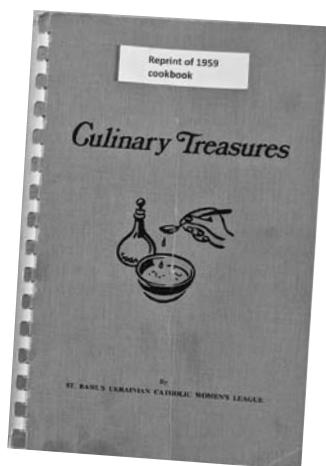 Reprint of 1959
cookbook
Culinary Treasures
By
ST. BASIL'S UKRAINIAN CATHOLIC WOMEN'S LEAGUE